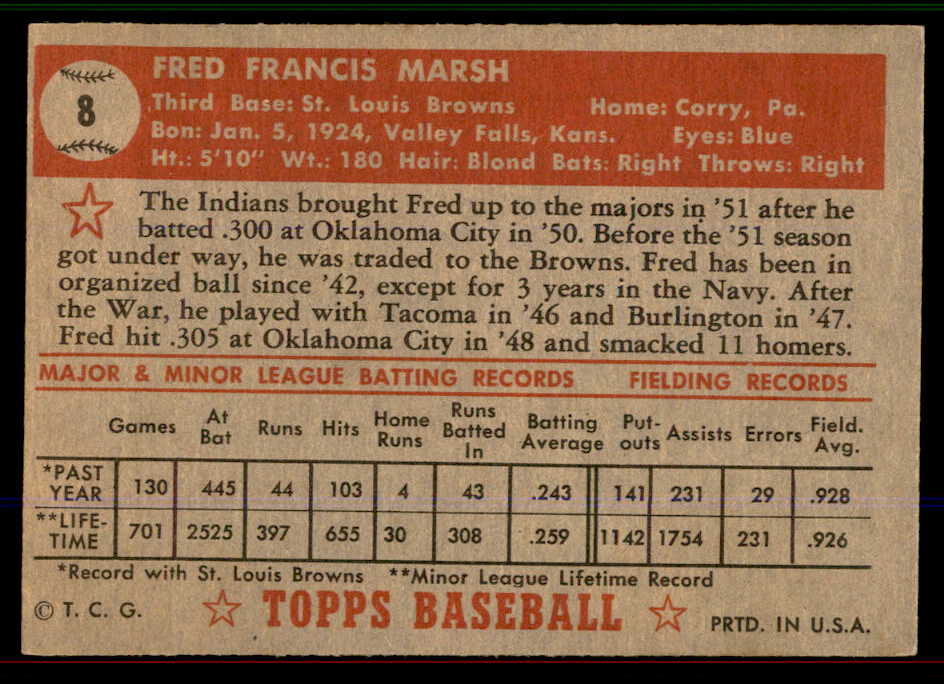 8
FRED FRANCIS MARSH
Third Base: St. Louis Browns Home: Corry, Pa.
Bon: Jan. 5, 1924, Valley Falls, Kans. Eyes: Blue
Ht.: 5'10" Wt.: 180 Hair: Blond Bats: Right Throws: Right
The Indians brought Fred up to the majors in '51 after he
batted .300 at Oklahoma City in '50. Before the '51 season
got under way, he was traded to the Browns. Fred has been in
organized ball since '42, except for 3 years in the Navy. After
the War, he played with Tacoma in '46 and Burlington in '47.
Fred hit .305 at Oklahoma City in '48 and smacked 11 homers.
MAJOR & MINOR LEAGUE BATTING RECORDS FIELDING RECORDS
Games At Bat Runs Hits Home Runs Runs Batted In Batting Average Put-outs Assists Errors Field. Avg.
*PAST YEAR 130 445 44 103 4 43 .243 141 231 29 .928
**LIFE-TIME 701 2525 397 655 30 308 .259 1142 1754 231 .926
*Record with St. Louis Browns **Minor League Lifetime Record
© T. C. G. TOPPS BASEBALL PRTD. IN U.S.A.